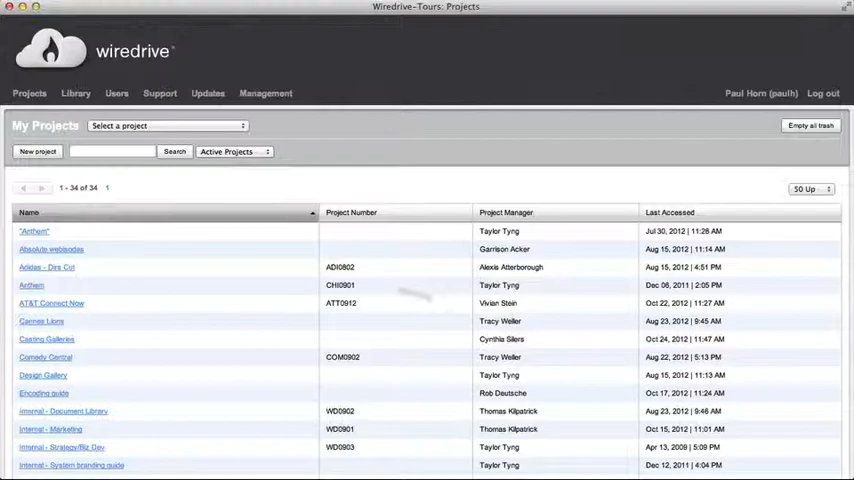 Wiredrive-Tours: Projects
wiredrive
Projects Library Users Support Updates Management Paul Horn (paulh) Log out
My Projects Select a project Empty all trash
New project Search Active Projects
1 - 34 of 34 1 50 Up
Name Project Number Project Manager Last Accessed
"Anthem" Taylor Tyng Jul 30, 2012 | 11:28 AM
Absolute webisodes Garrison Acker Aug 15, 2012 | 11:14 AM
Adidas - Dirs Cut ADI0802 Alexis Atterborough Aug 15, 2012 | 4:51 PM
Anthem CHI0901 Taylor Tyng Dec 06, 2011 | 2:05 PM
AT&T Connect Now ATT0912 Vivian Stein Oct 22, 2012 | 11:27 AM
Cannes Lions Tracy Weller Aug 23, 2012 | 9:45 AM
Casting Galleries Cynthia Silers Oct 24, 2012 | 11:47 AM
Comedy Central COM0902 Tracy Weller Aug 22, 2012 | 5:13 PM
Design Gallery Taylor Tyng Aug 15, 2012 | 11:13 AM
Encoding guide Rob Deutsche Oct 17, 2012 | 11:24 AM
Internal - Document Library WD0902 Thomas Kilpatrick Aug 23, 2012 | 9:46 AM
Internal - Marketing WD0901 Thomas Kilpatrick Oct 15, 2012 | 11:01 AM
Internal - Strategy/Biz Dev WD0903 Taylor Tyng Apr 13, 2009 | 5:09 PM
Internal - System branding guide Taylor Tyng Dec 12, 2011 | 4:04 PM